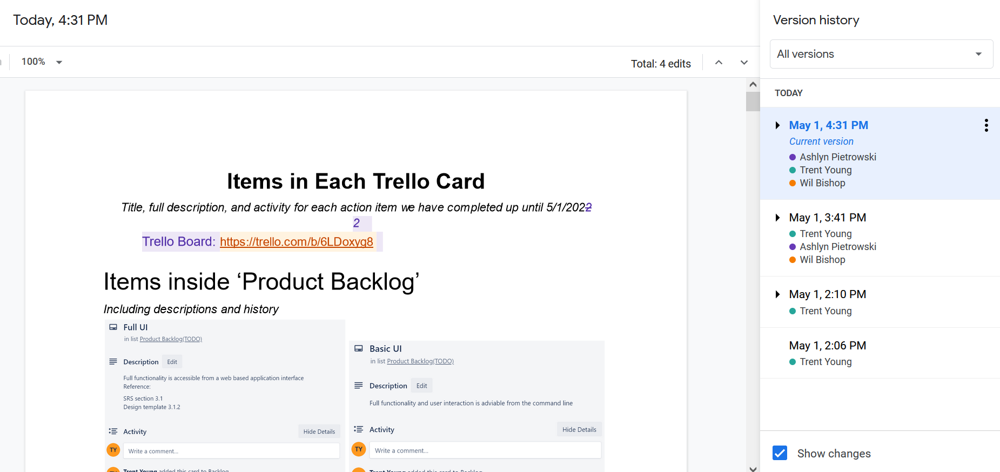 Today, 4:31 PM
100%
Total: 4 edits
Items in Each Trello Card
Title, full description, and activity for each action item we have completed up until 5/1/2022
2
Trello Board: https://trello.com/b/6LDoxyg8
Items inside ‘Product Backlog’
Including descriptions and history
Full UI
in list Product Backlog(TODO)
Description Edit
Full functionality is accessible from a web based application interface
Reference:
SRS section 3.1
Design template 3.1.2
Activity Hide Details
TY Write a comment...
Trent Young added this card to Backlog
Basic UI
in list Product Backlog(TODO)
Description Edit
Full functionality and user interaction is adviable from the command line
Activity Hide Details
TY Write a comment...
Trent Young added this card to Backlog
Version history
All versions
TODAY
May 1, 4:31 PM
Current version
Ashlyn Pietrowski
Trent Young
Wil Bishop
May 1, 3:41 PM
Trent Young
Ashlyn Pietrowski
Wil Bishop
May 1, 2:10 PM
Trent Young
May 1, 2:06 PM
Trent Young
Show changes